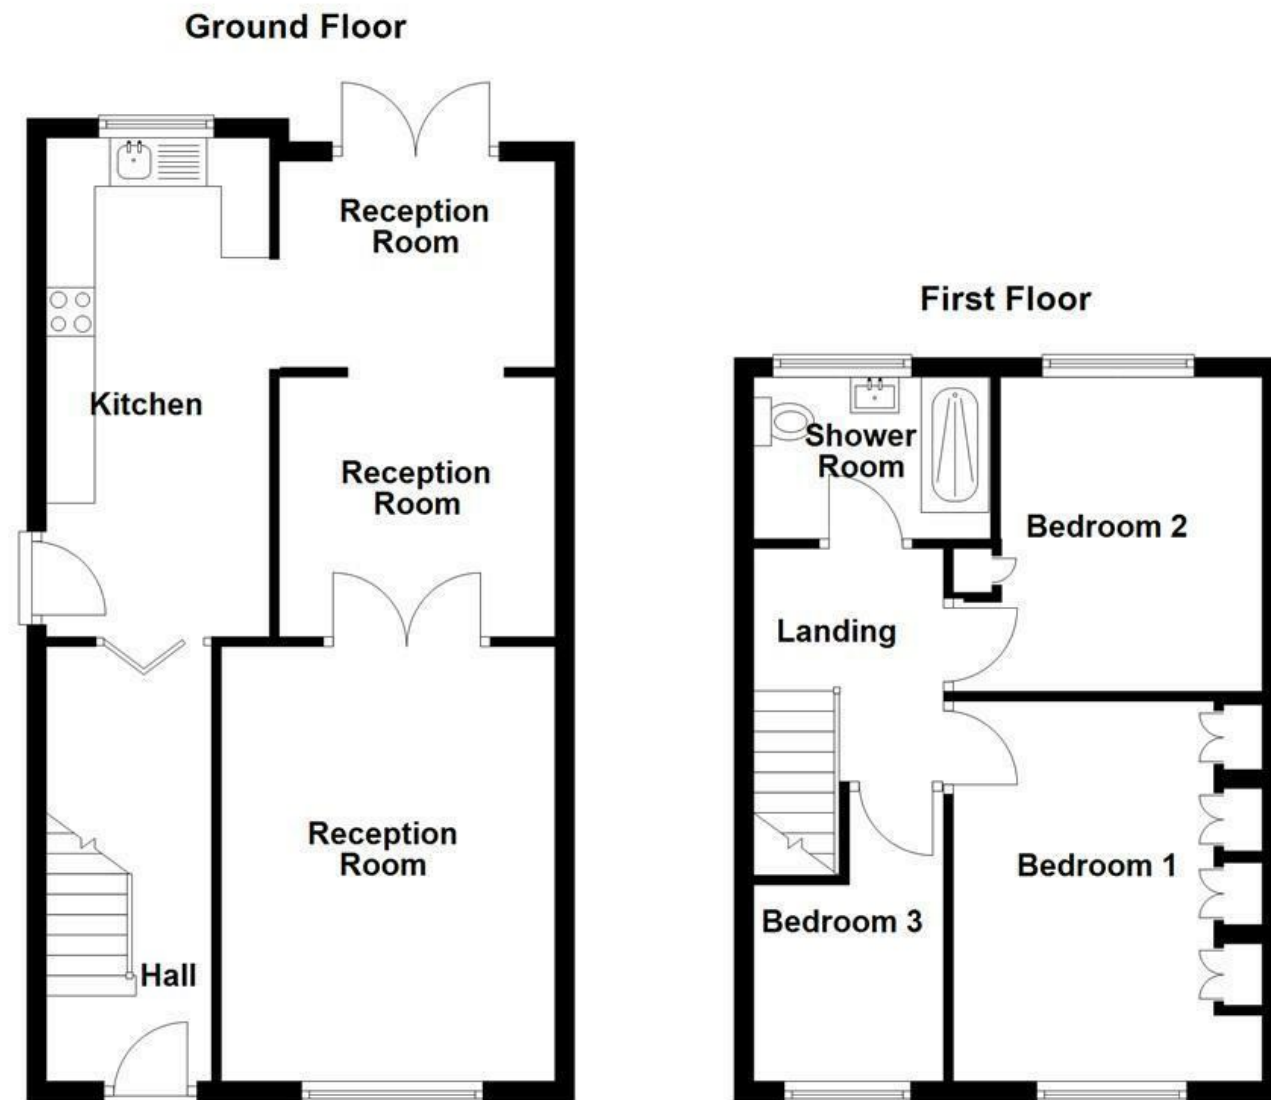 Ground Floor
Reception
Room
Kitchen
Reception
Room
Reception
Room
Hall
First Floor
Shower
Room
Bedroom 2
Landing
Bedroom 1
Bedroom 3